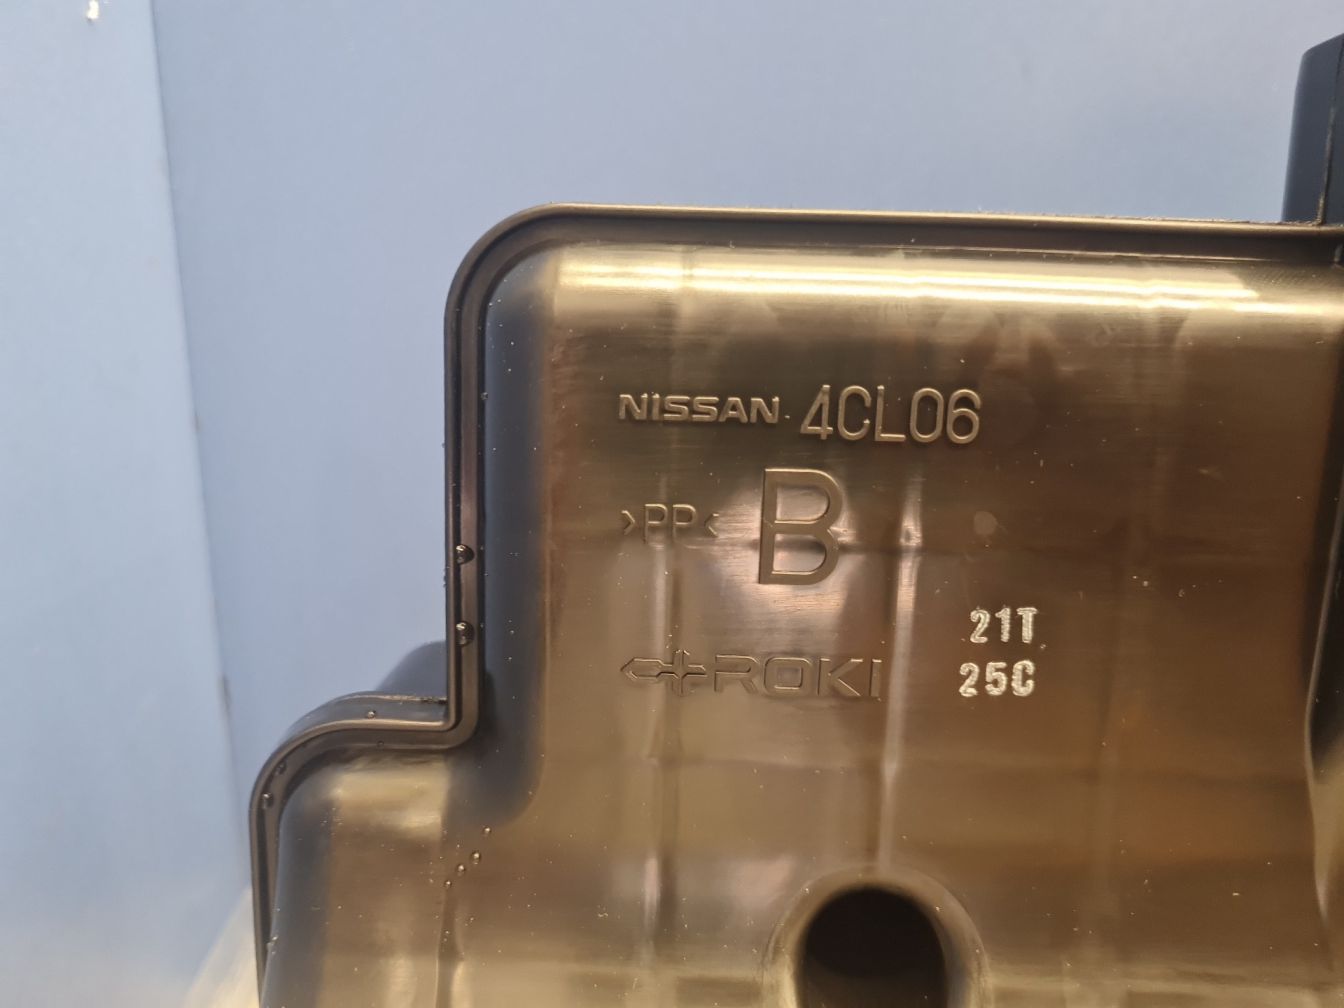 NISSAN 4CL06
>PP< B
ROKI
21T
25C